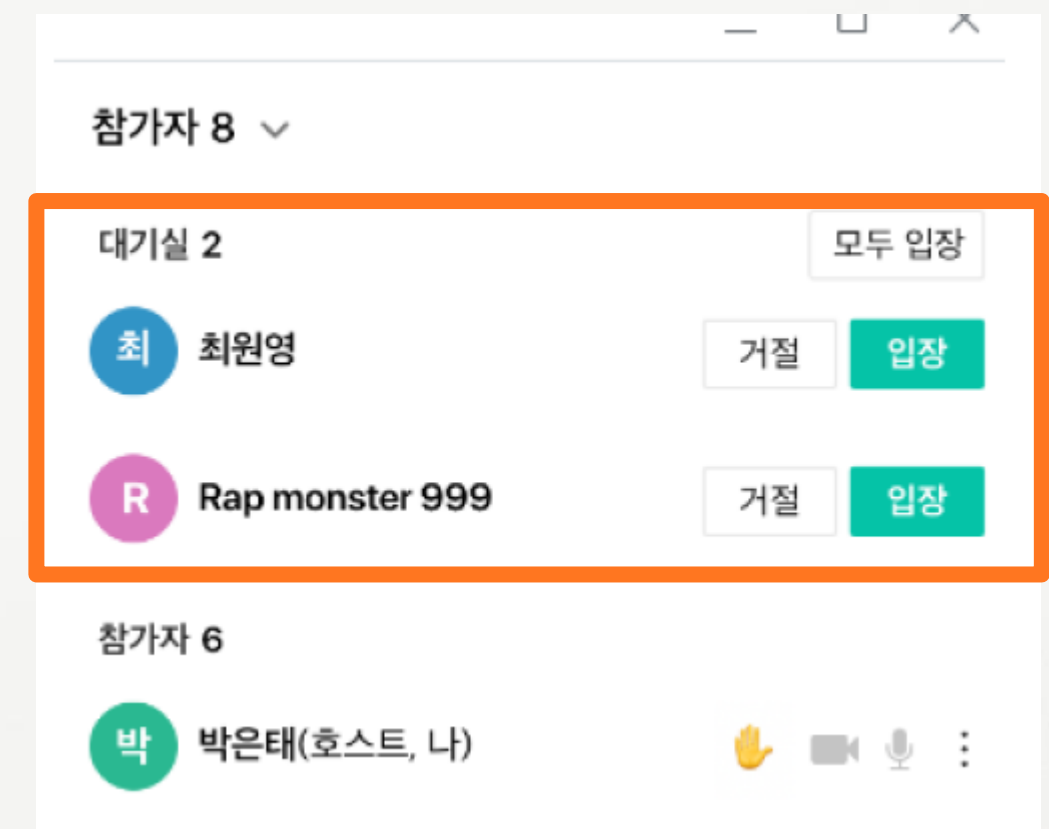 참가자 8
대기실 2 모두 입장
최 최원영 거절 입장
R Rap monster 999 거절 입장
참가자 6
박 박은태(호스트, 나)